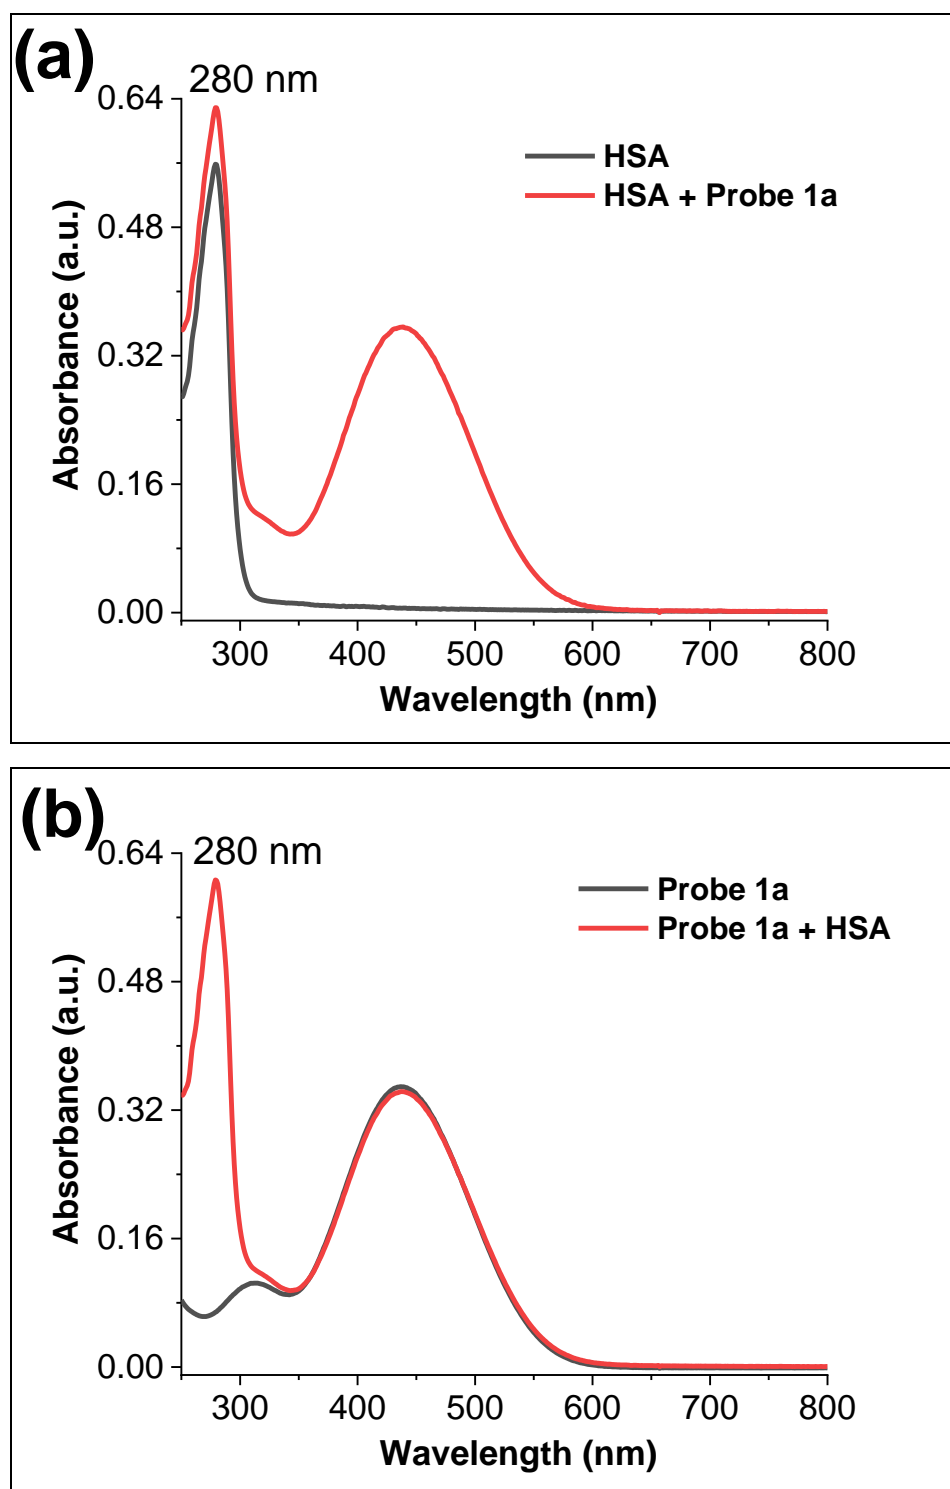 (a)
280 nm
0.64
HSA
HSA + Probe 1a
0.48
0.32
0.16
0.00
Absorbance (a.u.)
300 400 500 600 700 800
Wavelength (nm)
(b)
280 nm
0.64
Probe 1a
Probe 1a + HSA
0.48
0.32
0.16
0.00
Absorbance (a.u.)
300 400 500 600 700 800
Wavelength (nm)